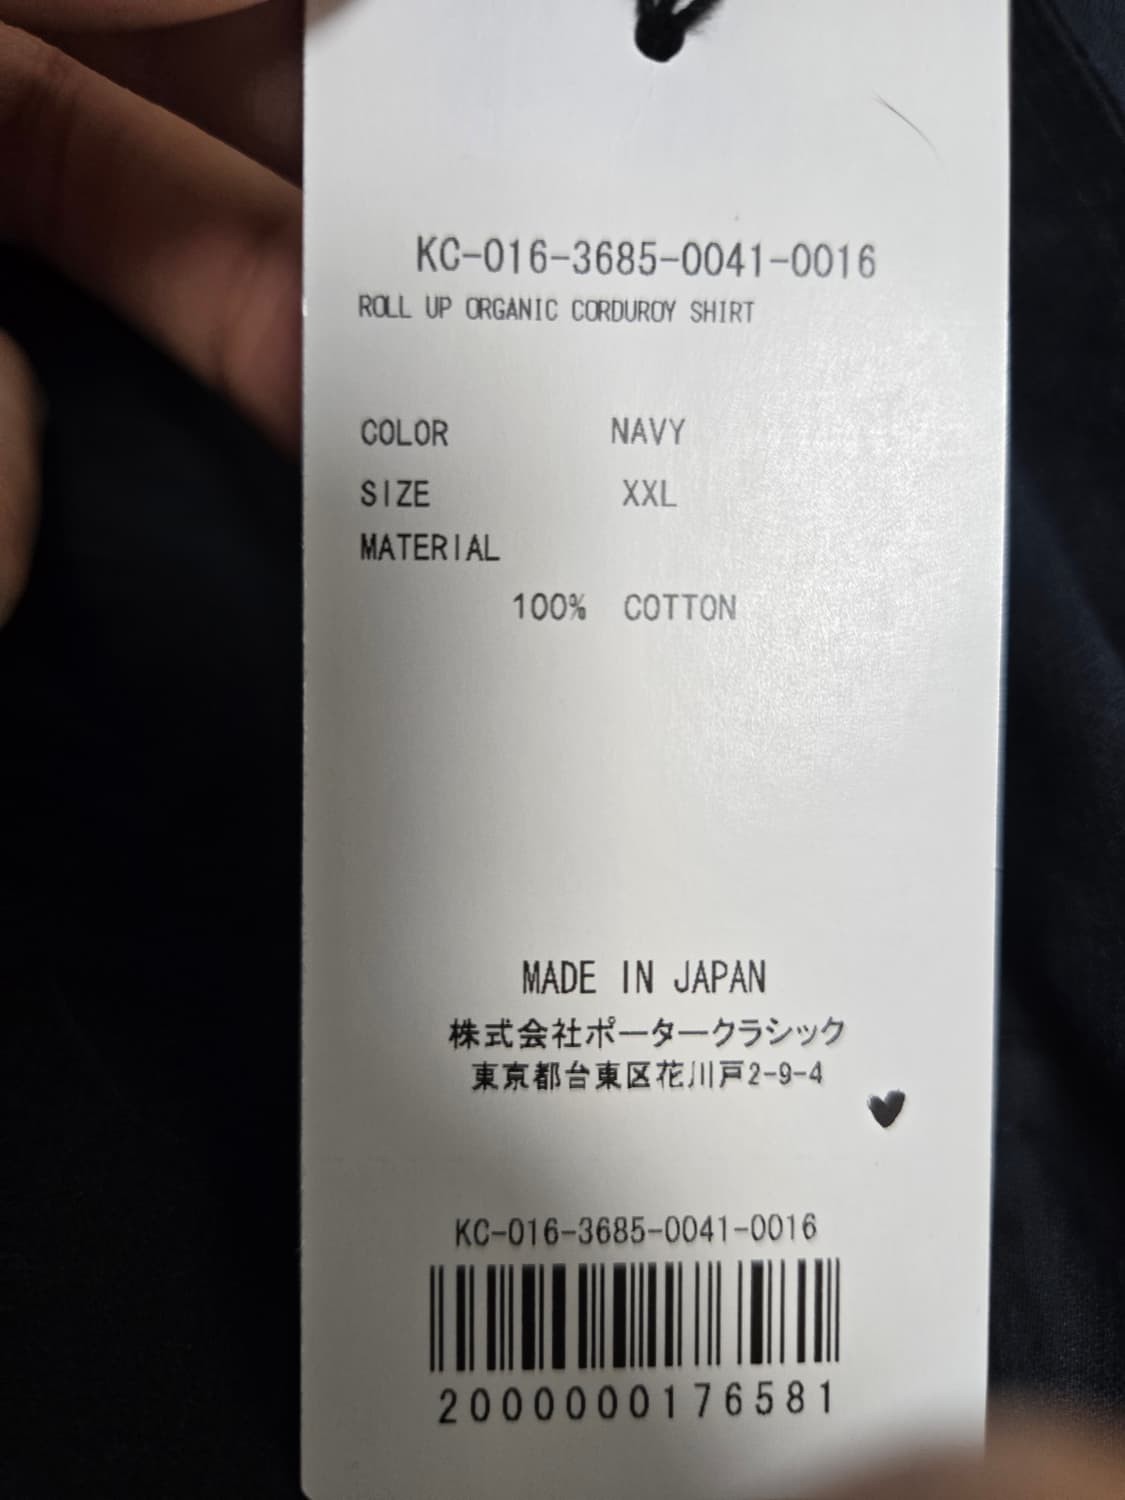 KC-016-3685-0041-0016
ROLL UP ORGANIC CORDUROY SHIRT
COLOR NAVY
SIZE XXL
MATERIAL
100% COTTON
MADE IN JAPAN
株式会社ポータークラシック
東京都台東区花川戸2-9-4
KC-016-3685-0041-0016
2000000176581